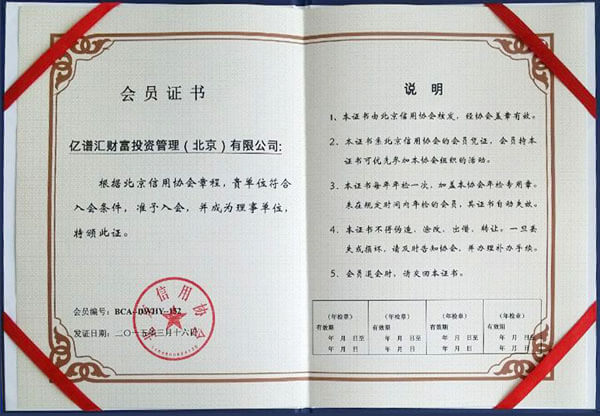 会员证书
亿谱汇财富投资管理（北京）有限公司:
根据北京信用协会章程，贵单位符合
入会条件，准予入会，并成为理事单位，
特颁此证。
会员编号：BCA--DWHY--152
发证日期：二〇一五年三月十六日
北京信用协会
说明
1、本证书由北京信用协会核发，经协会盖章有效。
2、本证书系北京信用协会的会员凭证，会员持本
证书可优先参加本协会组织的活动。
3、本证书每年年检一次，加盖本协会年检专用章。
未在规定时间内年检的会员，其证书自动失效。
4、本证书不得伪造、涂改、出借、转让。一旦丢
失或损坏，请及时告知协会，并办理补办手续。
5、会员退会时，请交回本证书。
（年检章） （年检章） （年检章） （年检章）
有效期 有效期 有效期 有效期
年 月 日至 年 月 日至 年 月 日至 年 月 日至
年 月 日 年 月 日 年 月 日 年 月 日